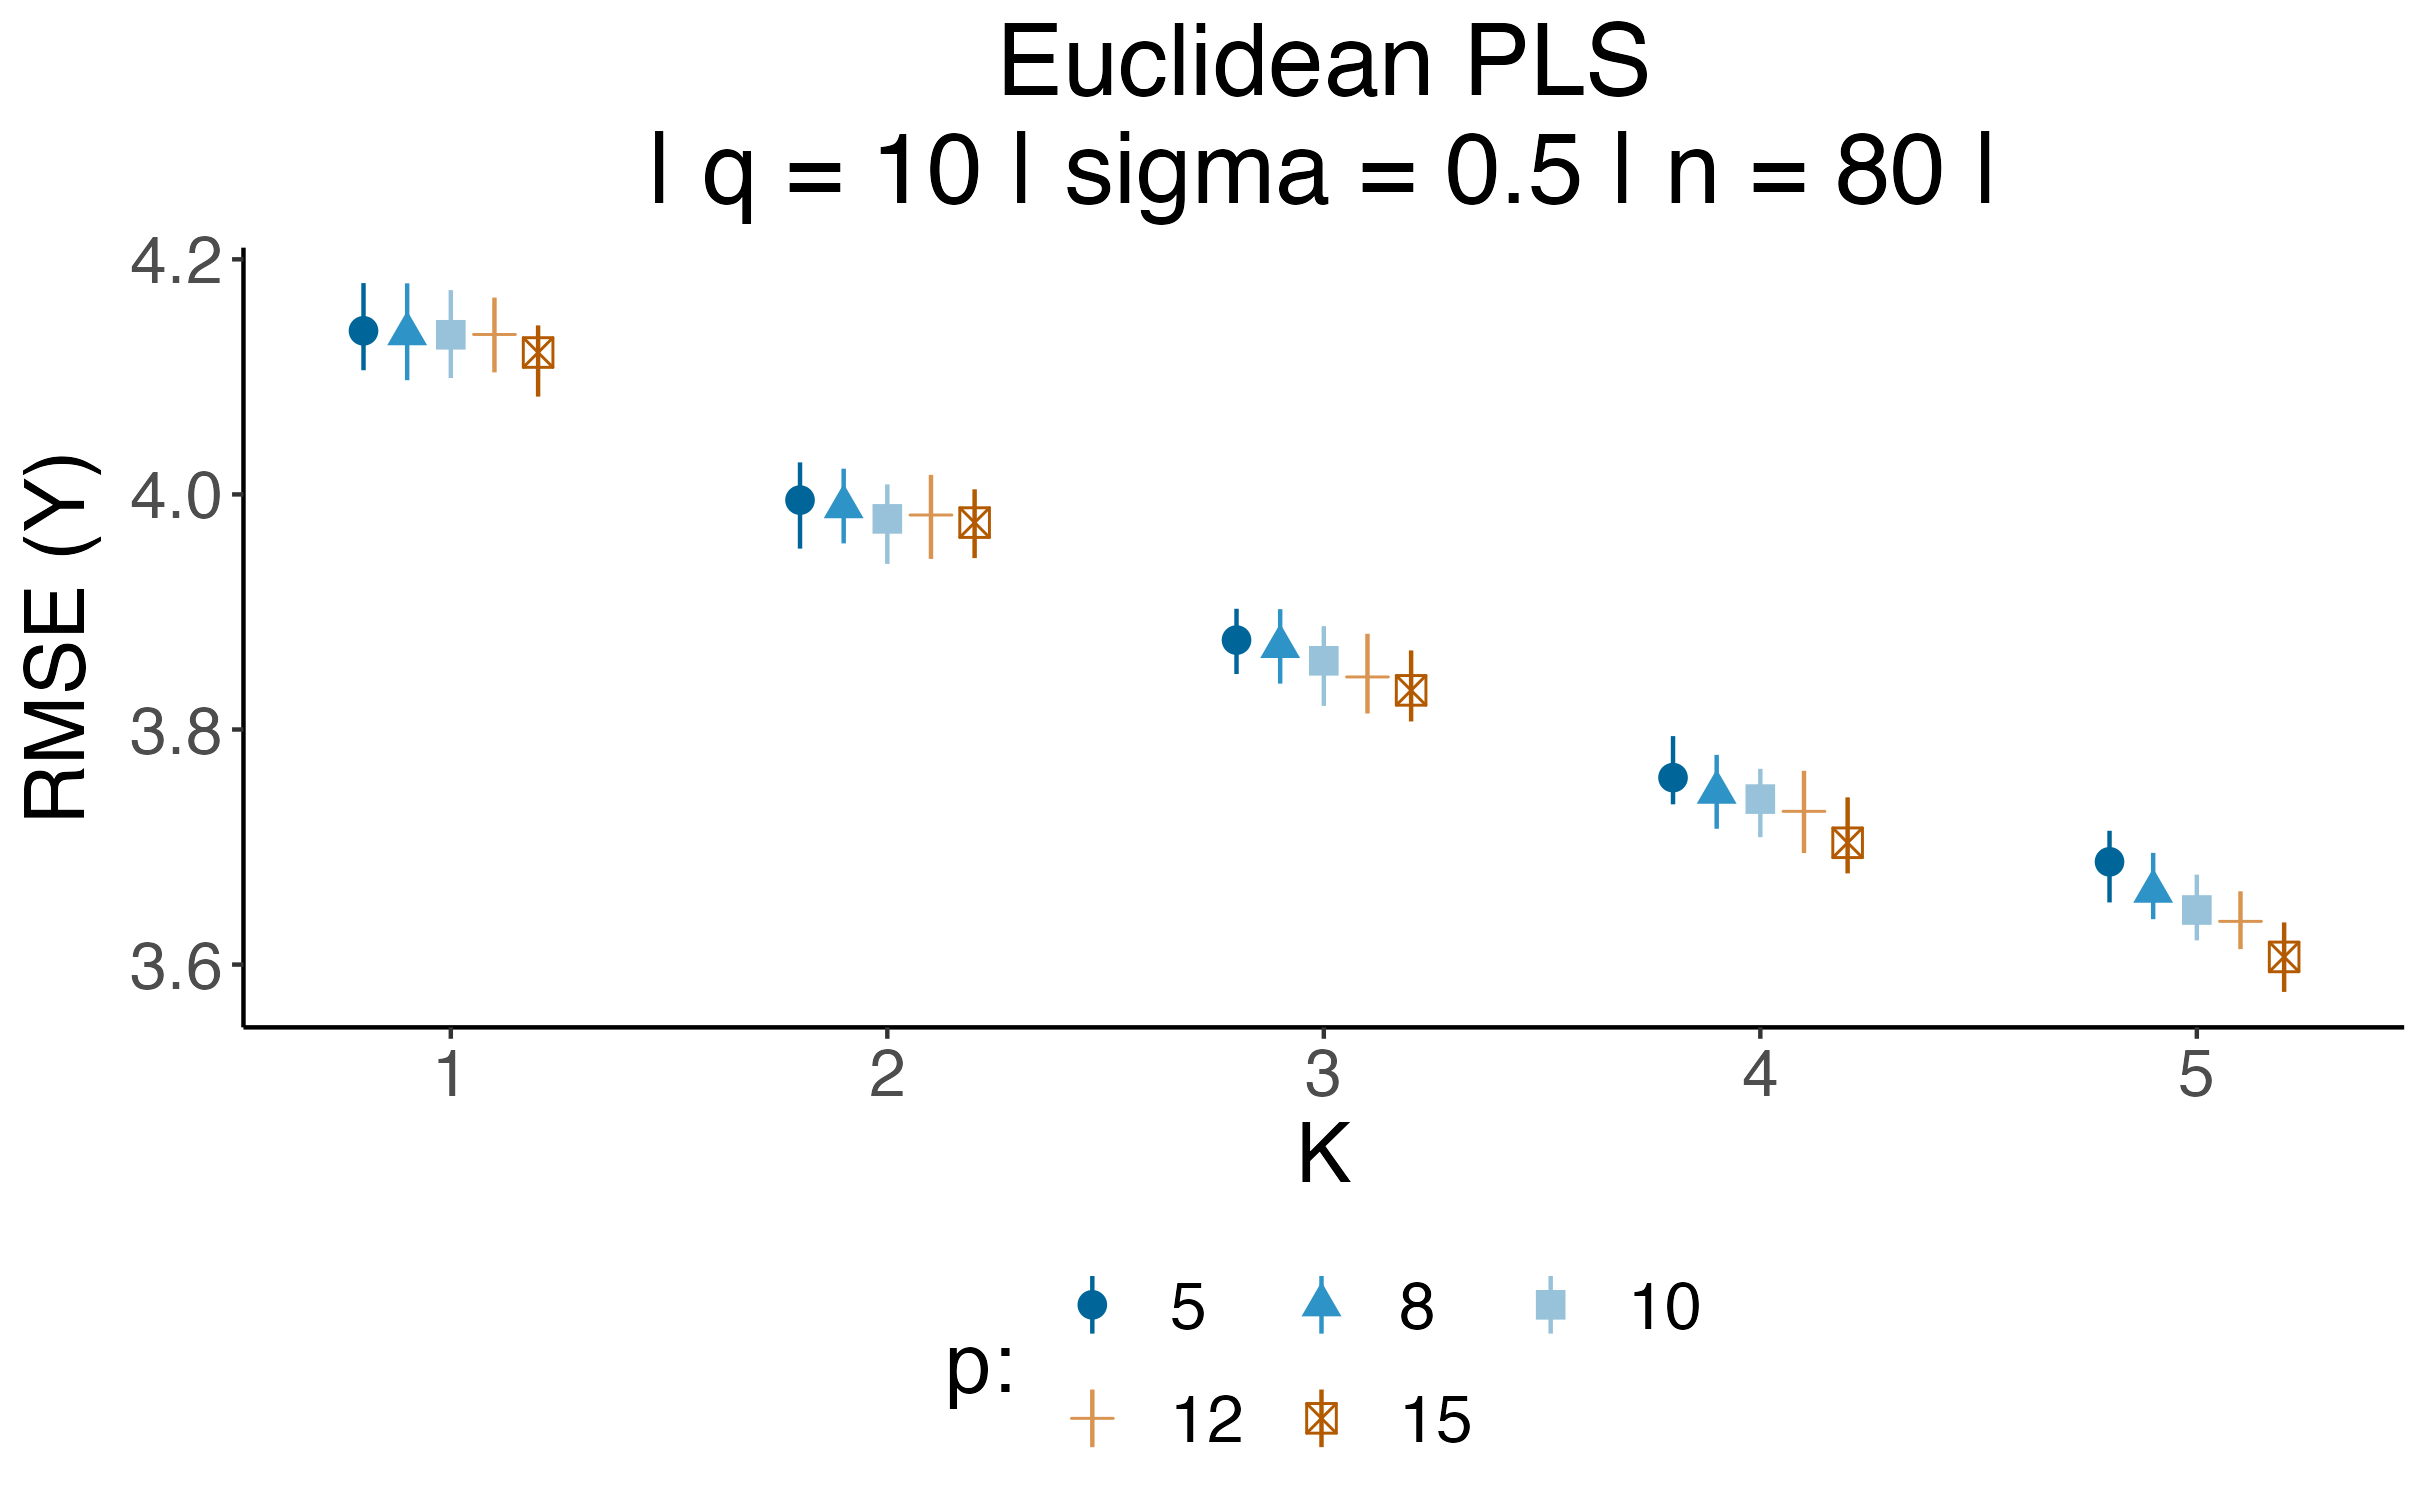 Euclidean PLS
| q = 10 | sigma = 0.5 | n = 80 |
RMSE (Y)
4.2
4.0
3.8
3.6
1 2 3 4 5
K
p:
5 8 10
12 15